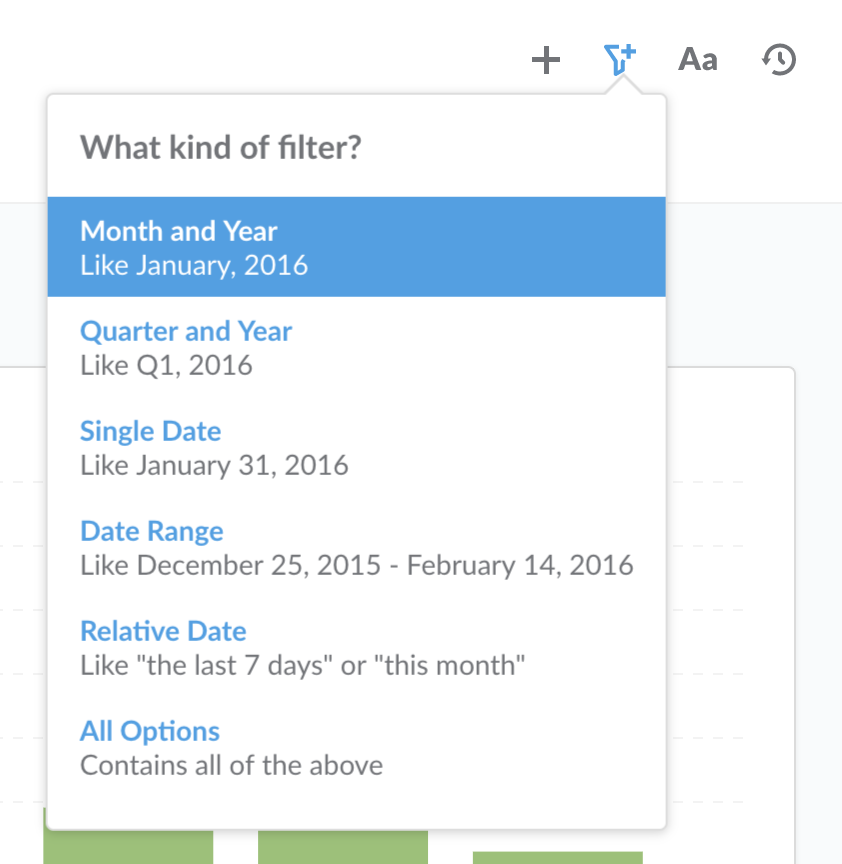 Aa
What kind of filter?
Month and Year
Like January, 2016
Quarter and Year
Like Q1, 2016
Single Date
Like January 31, 2016
Date Range
Like December 25, 2015 - February 14, 2016
Relative Date
Like "the last 7 days" or "this month"
All Options
Contains all of the above